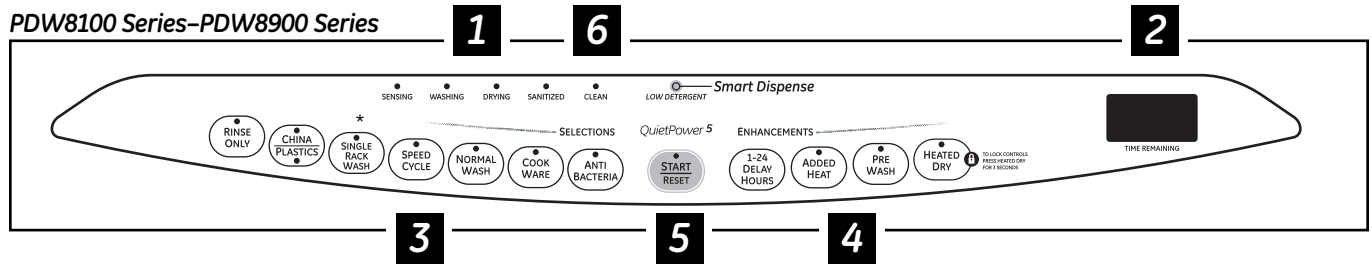 PDW8100 Series–PDW8900 Series
1
6
2
SENSING
WASHING
DRYING
SANITIZED
CLEAN
LOW DETERGENT
Smart Dispense
*
SELECTIONS
QuietPower 5
ENHANCEMENTS
RINSE
ONLY
CHINA
PLASTICS
SINGLE
RACK
WASH
SPEED
CYCLE
NORMAL
WASH
COOK
WARE
ANTI
BACTERIA
START
RESET
1-24
DELAY
HOURS
ADDED
HEAT
PRE
WASH
HEATED
DRY
TO LOCK CONTROLS
PRESS HEATED DRY
FOR 3 SECONDS
TIME REMAINING
3
5
4